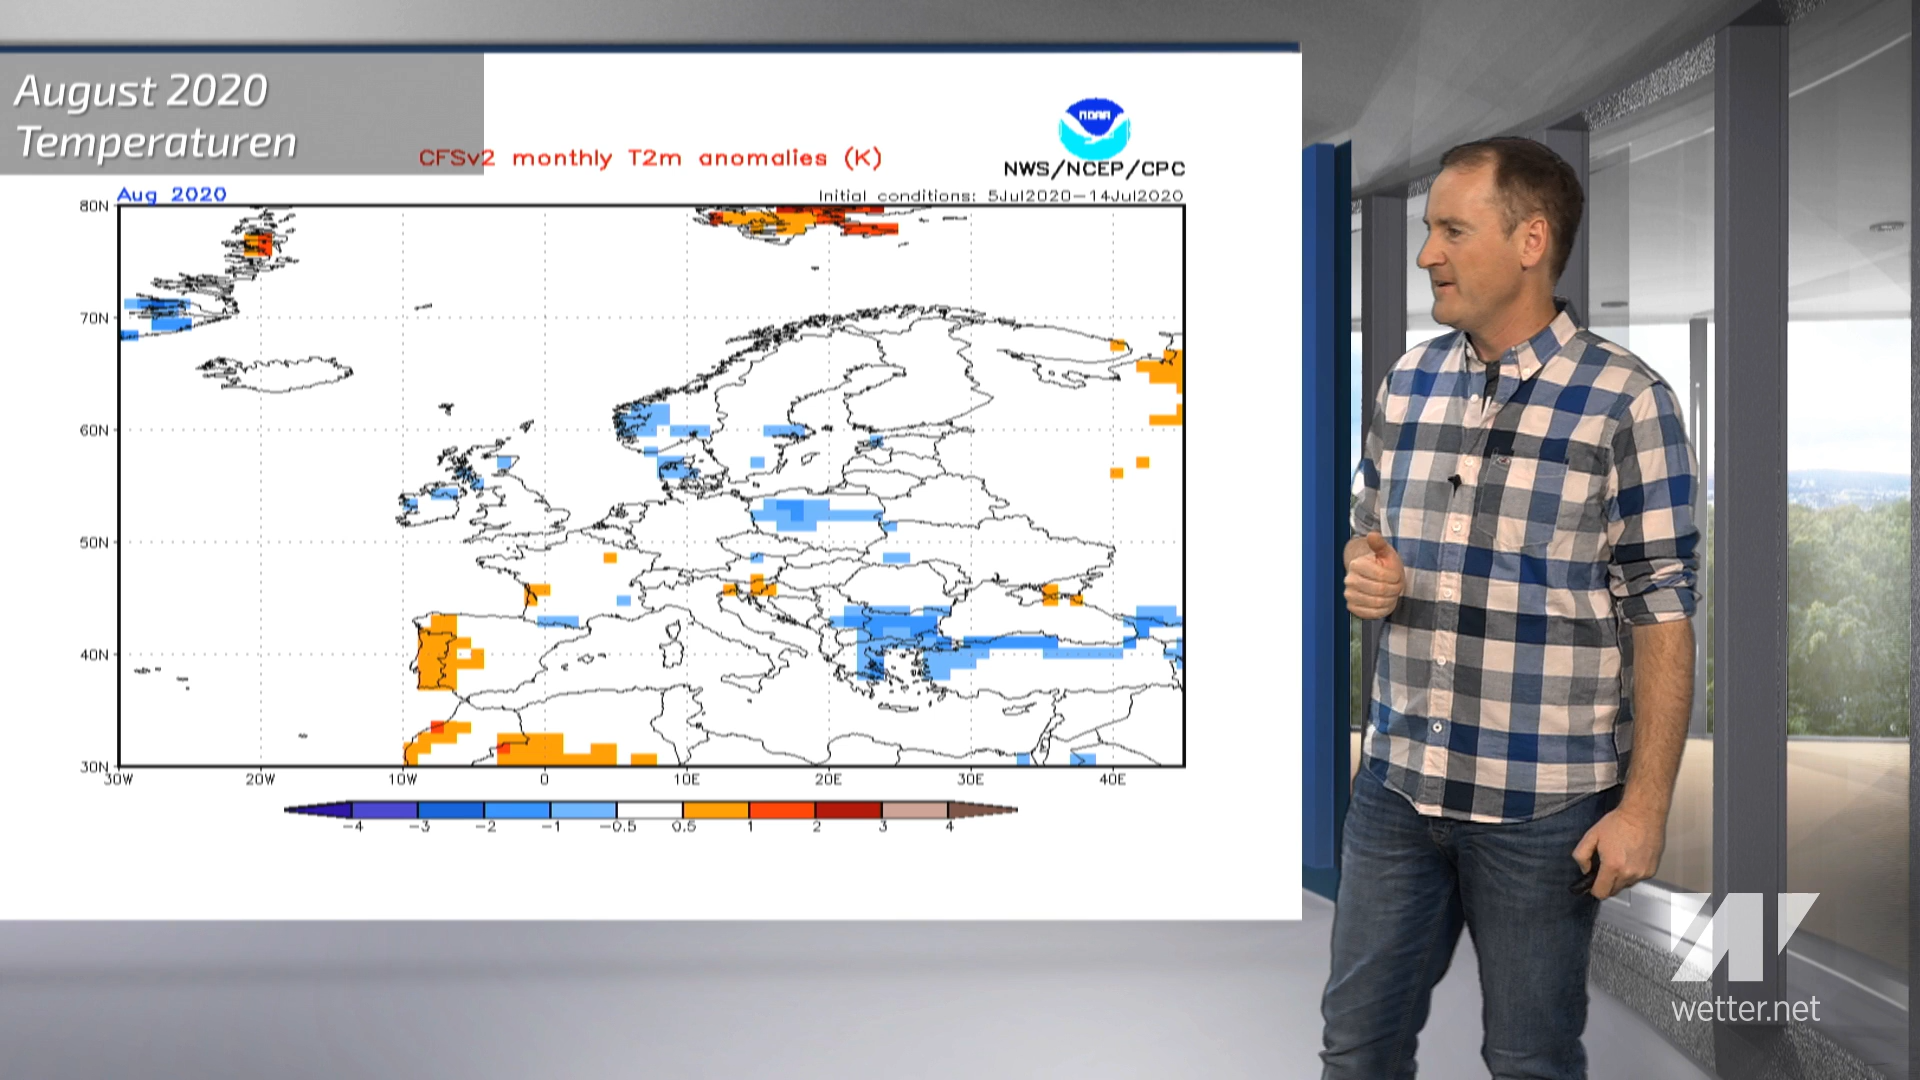 August 2020
Temperaturen
NOAA
CFSv2 monthly T2m anomalies (K)
NWS/NCEP/CPC
Aug 2020
Initial conditions: 5Jul2020–14Jul2020
80N
70N
60N
50N
40N
30N
30W 20W 10W 0 10E 20E 30E 40E
-4 -3 -2 -1 -0.5 0.5 1 2 3 4
wetter.net